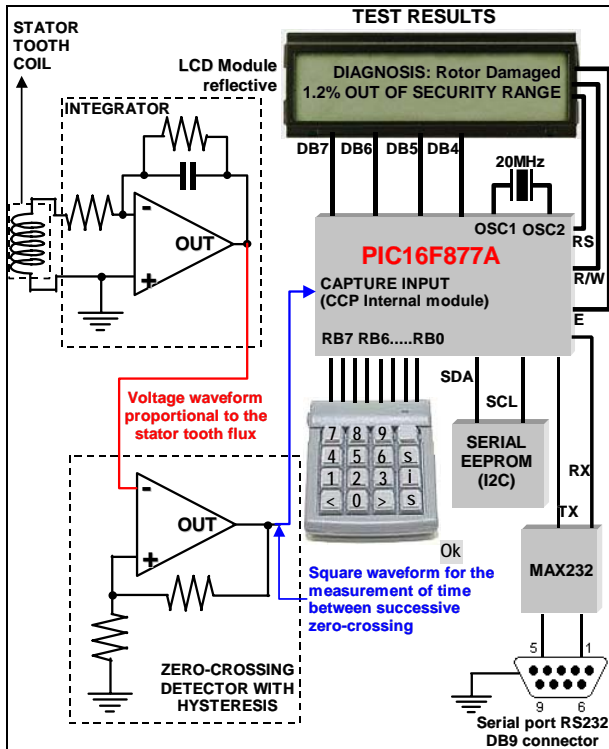 TEST RESULTS
STATOR
TOOTH
COIL
LCD Module
reflective
DIAGNOSIS: Rotor Damaged
1.2% OUT OF SECURITY RANGE
INTEGRATOR
DB7 DB6 DB5 DB4
20MHz
-
OUT
+
OSC1 OSC2
RS
PIC16F877A
R/W
CAPTURE INPUT
(CCP Internal module)
E
RB7 RB6.....RB0
SDA
SCL
Voltage waveform
proportional to the
stator tooth flux
7 8 9
4 5 6 s
1 2 3 i
< 0 > s
SERIAL
EEPROM
(I2C)
RX
TX
-
OUT
+
Ok
Square waveform for the
measurement of time
between successive
zero-crossing
MAX232
ZERO-CROSSING
DETECTOR WITH
HYSTERESIS
5 1
9 6
Serial port RS232
DB9 connector